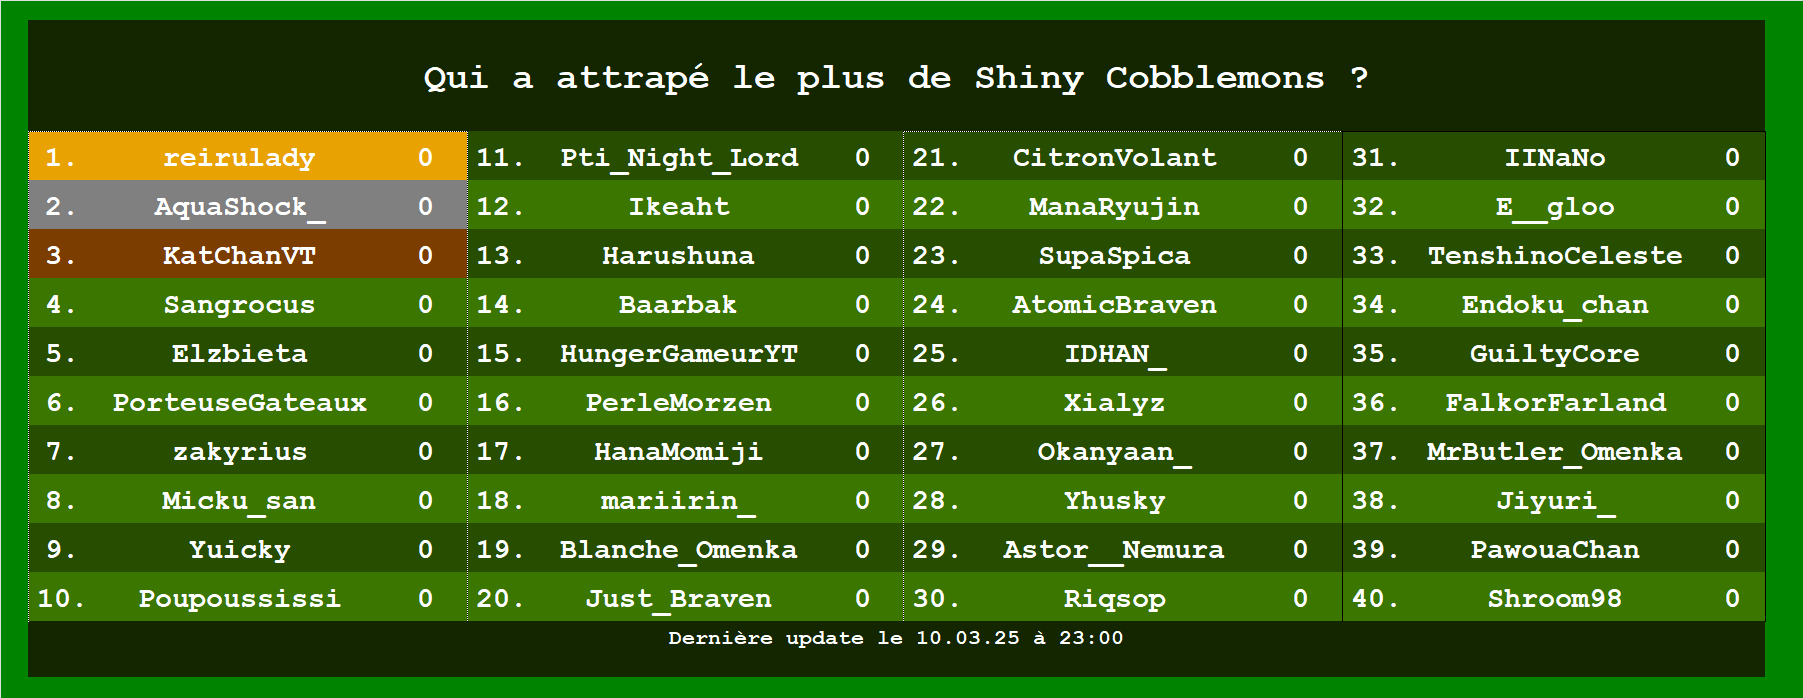 Qui a attrapé le plus de Shiny Cobblemons ?
1. reirulady 0 11. Pti_Night_Lord 0 21. CitronVolant 0 31. IINaNo 0
2. AquaShock_ 0 12. Ikeaht 0 22. ManaRyujin 0 32. E__gloo 0
3. KatChanVT 0 13. Harushuna 0 23. SupaSpica 0 33. TenshinoCeleste 0
4. Sangrocus 0 14. Baarbak 0 24. AtomicBraven 0 34. Endoku_chan 0
5. Elzbieta 0 15. HungerGameurYT 0 25. IDHAN_ 0 35. GuiltyCore 0
6. PorteuseGateaux 0 16. PerleMorzen 0 26. Xialyz 0 36. FalkorFarland 0
7. zakyrius 0 17. HanaMomiji 0 27. Okanyaan_ 0 37. MrButler_Omenka 0
8. Micku_san 0 18. mariirin_ 0 28. Yhusky 0 38. Jiyuri_ 0
9. Yuicky 0 19. Blanche_Omenka 0 29. Astor__Nemura 0 39. PawouaChan 0
10. Poupoussissi 0 20. Just_Braven 0 30. Riqsop 0 40. Shroom98 0
Dernière update le 10.03.25 à 23:00